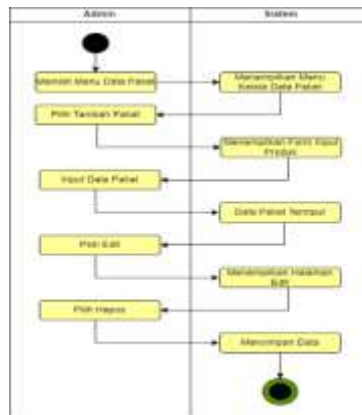 Admin
Sistem
Memilih Menu Data Paket
Menampilkan Menu
Kelola Data Paket
Pilih Tambah Paket
Menampilkan Form Input
Produk
Input Data Paket
Data Paket
Pilih Edit
Menampilkan Halaman
Edit
Pilih Hapus
Menyimpan Data